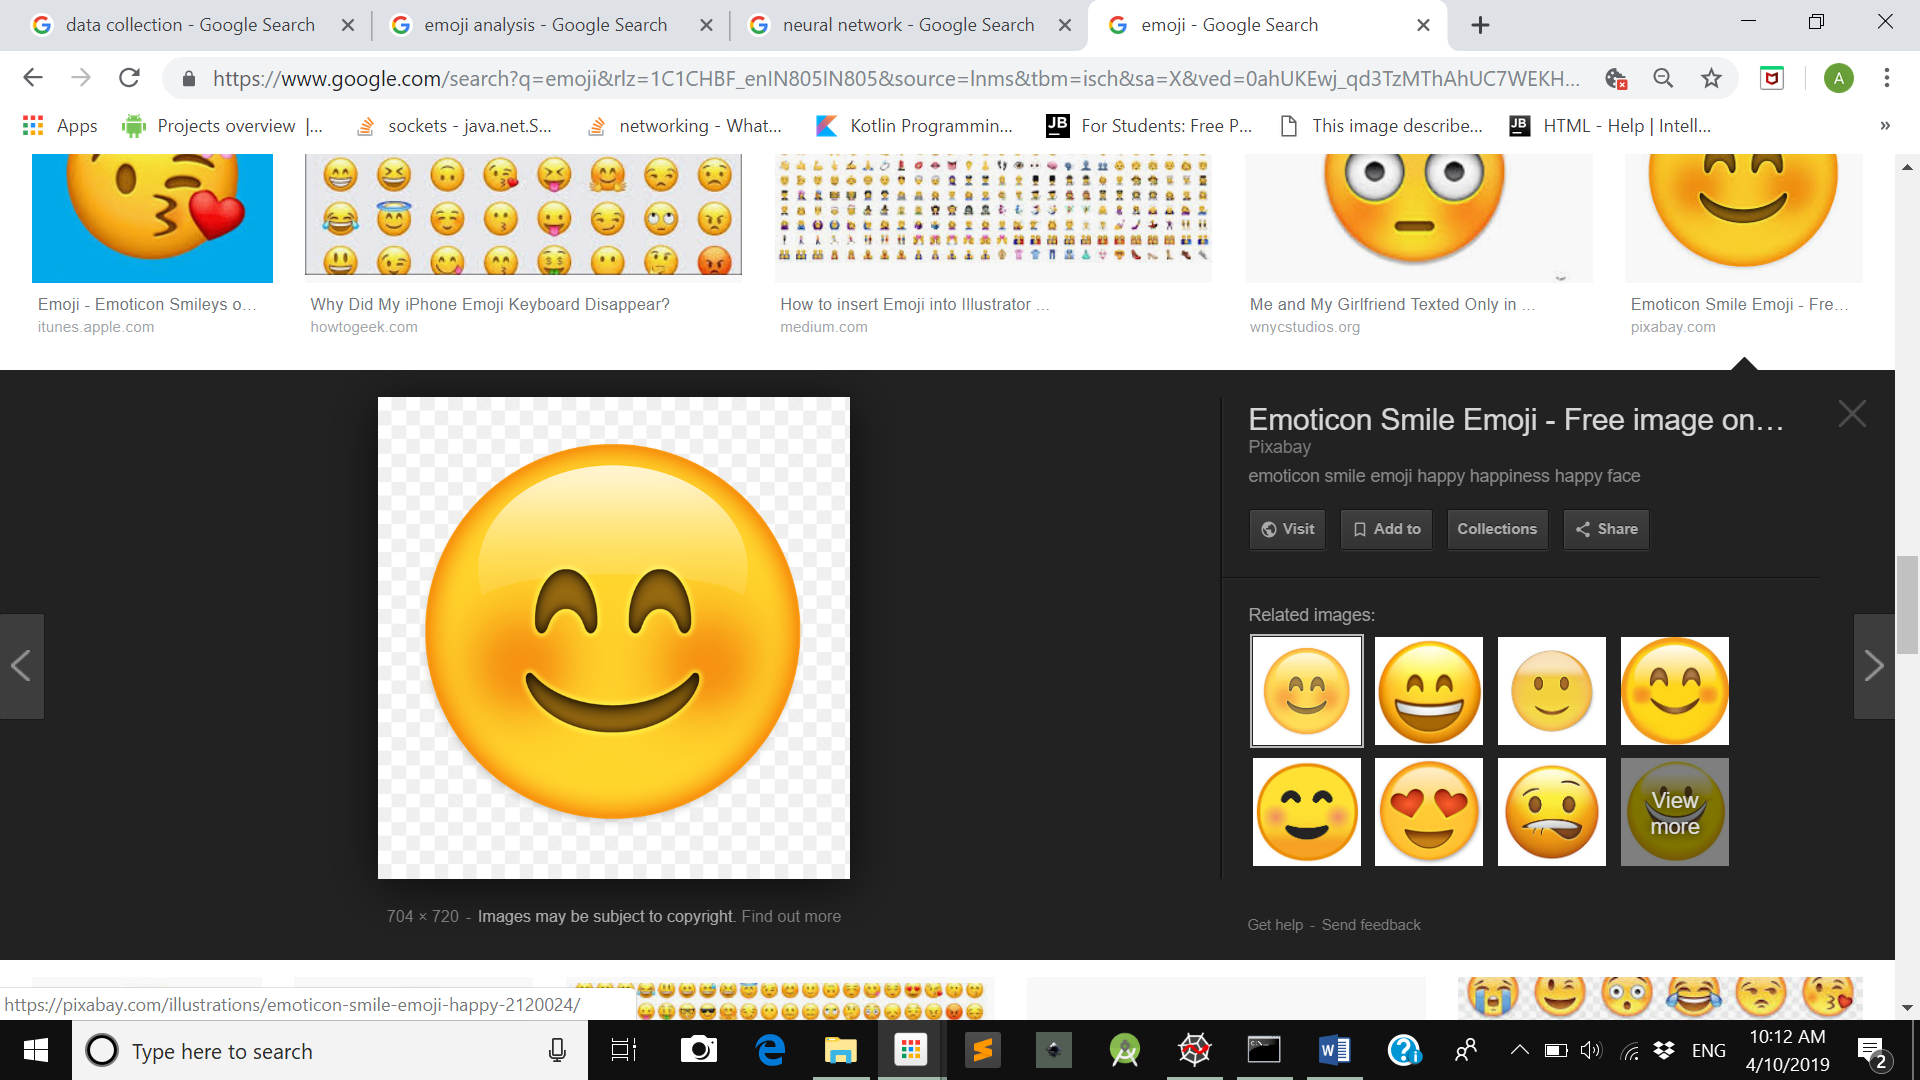 data collection - Google Search
emoji analysis - Google Search
neural network - Google Search
emoji - Google Search
https://www.google.com/search?q=emoji&rlz=1C1CHBF_enIN805IN805&source=lnms&tbm=isch&sa=X&ved=0ahUKEwj_qd3TzMThAhUC7WEKH...
A
Apps
Projects overview |...
sockets - java.net.S...
networking - What...
Kotlin Programmin...
JB
For Students: Free P...
This image describe...
JB
HTML - Help | Intell...
»
Emoji - Emoticon Smileys o...
itunes.apple.com
Why Did My iPhone Emoji Keyboard Disappear?
howtogeek.com
How to insert Emoji into Illustrator ...
medium.com
Me and My Girlfriend Texted Only in ...
wnycstudios.org
Emoticon Smile Emoji - Fre...
pixabay.com
Emoticon Smile Emoji - Free image on...
Pixabay
emoticon smile emoji happy happiness happy face
Visit
Add to
Collections
Share
Related images:
View
more
704 × 720 - Images may be subject to copyright. Find out more
Get help - Send feedback
https://pixabay.com/illustrations/emoticon-smile-emoji-happy-2120024/
Type here to search
ENG
10:12 AM
4/10/2019
2